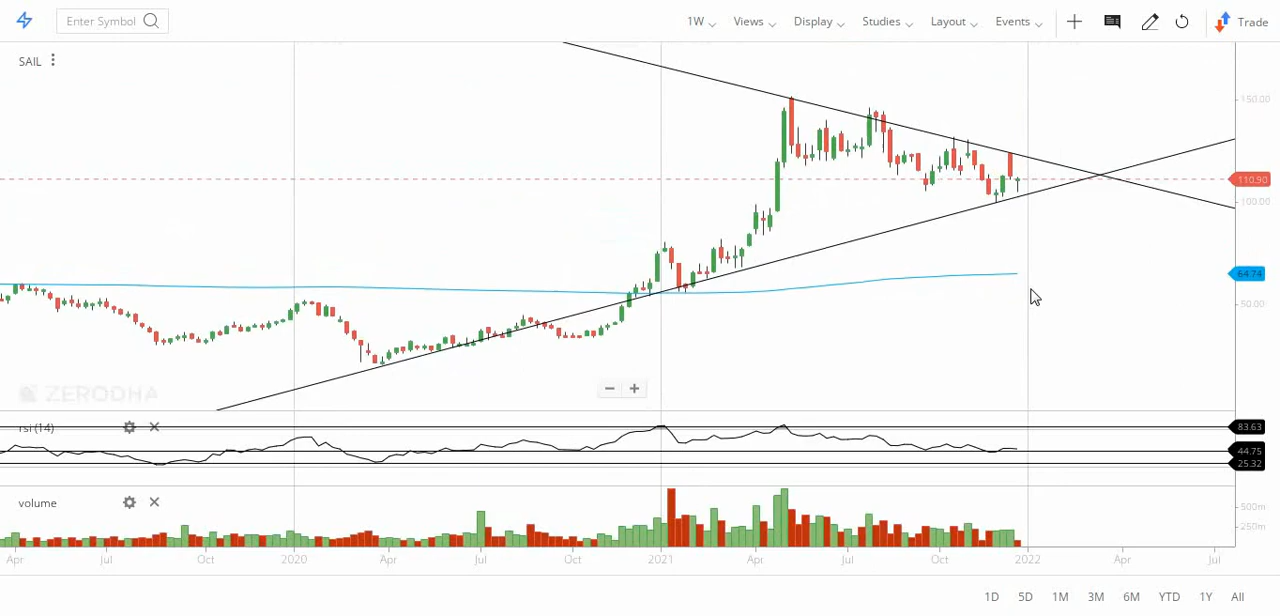 Enter Symbol 1W Views Display Studies Layout Events Trade
SAIL
150.00
110.90
100.00
64.74
50.00
ZERODHA
rsi (14)
83.63
44.75
25.32
volume
500m
250m
Apr Jul Oct 2020 Apr Jul Oct 2021 Apr Jul Oct 2022 Apr Jul
1D 5D 1M 3M 6M YTD 1Y All